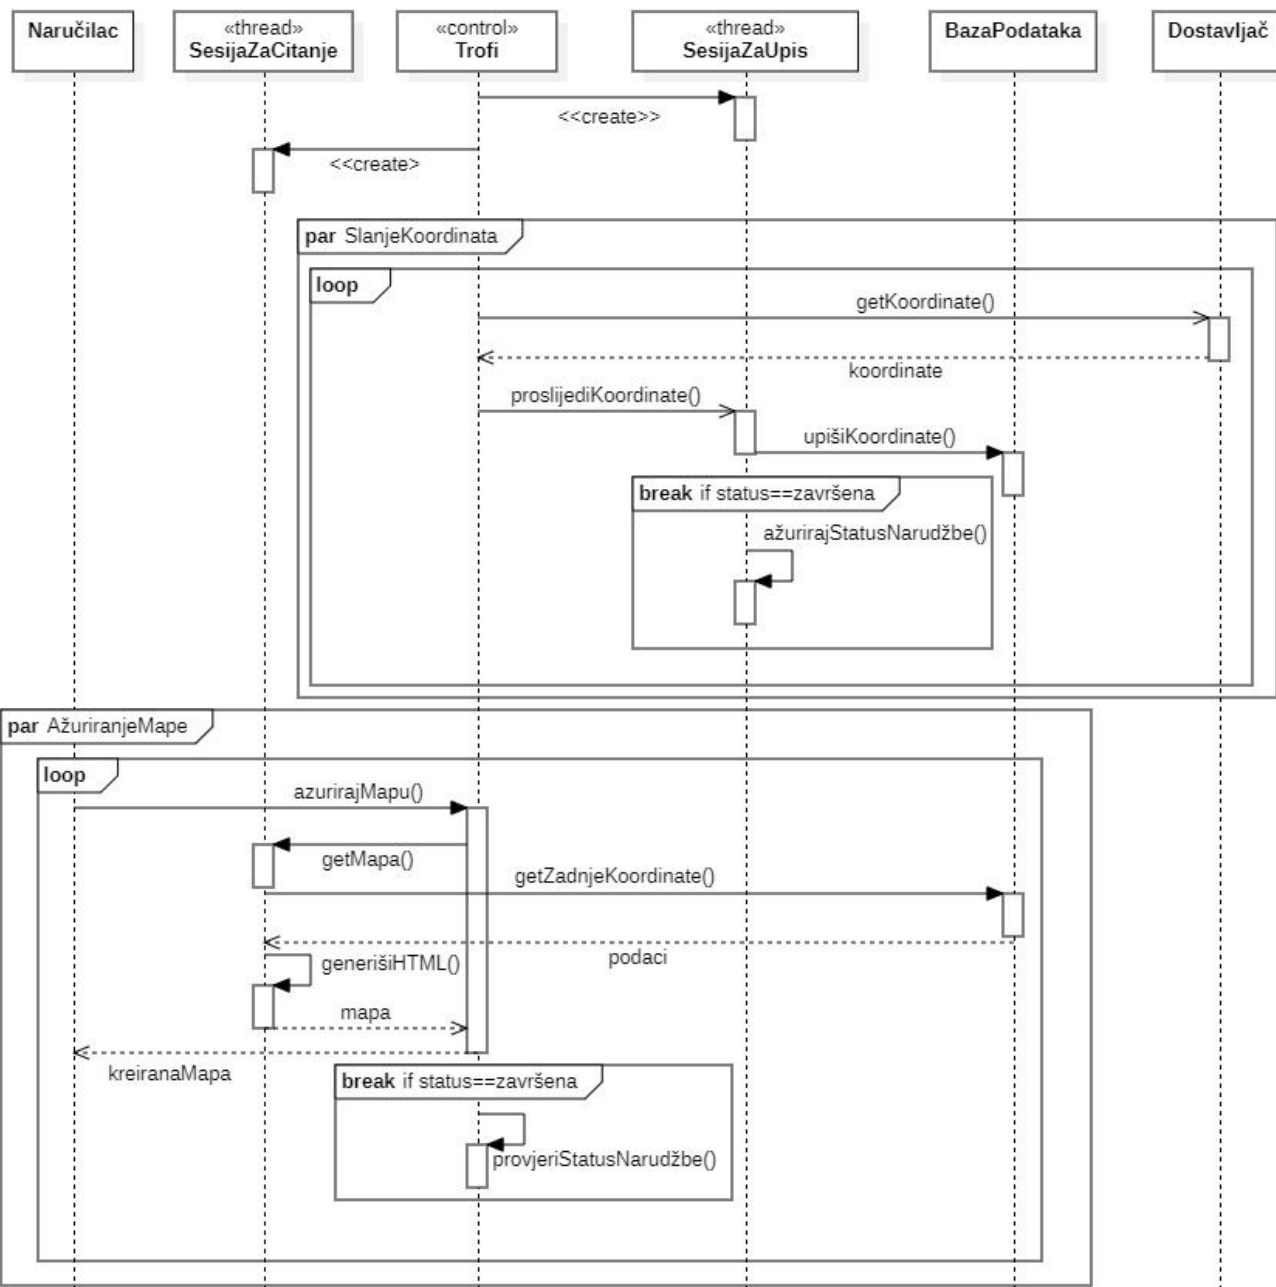 Naručilac
«thread»
SesijaZaCitanje
«control»
Trofi
«thread»
SesijaZaUpis
BazaPodataka
Dostavljač
<<create>>
<<create>
par SlanjeKoordinata
loop
getKoordinate()
koordinate
proslijediKoordinate()
upišiKoordinate()
break if status==završena
ažurirajStatusNarudžbe()
par AžuriranjeMape
loop
azurirajMapu()
getMapa()
getZadnjeKoordinate()
podaci
generišiHTML()
mapa
kreiranaMapa
break if status==završena
provjeriStatusNarudžbe()